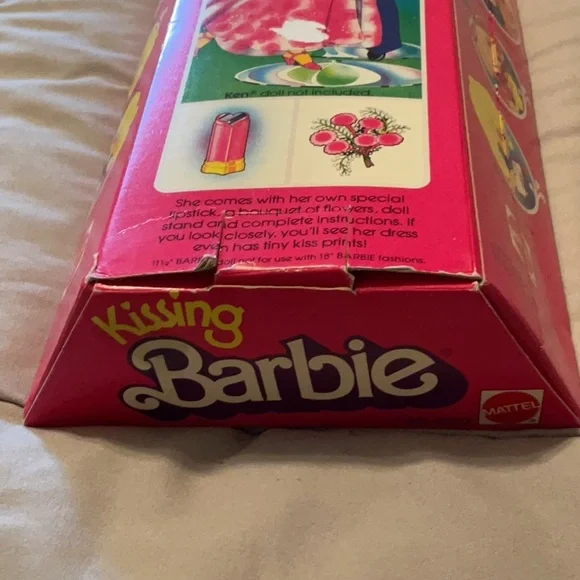 Ken® doll not included.
She comes with her own special
lipstick, a bouquet of flowers, doll
stand and complete instructions. If
you look closely, you'll see her dress
even has tiny kiss prints!
11½" BARBIE doll not for use with 18" BARBIE fashions.
Kissing
Barbie®
MATTEL